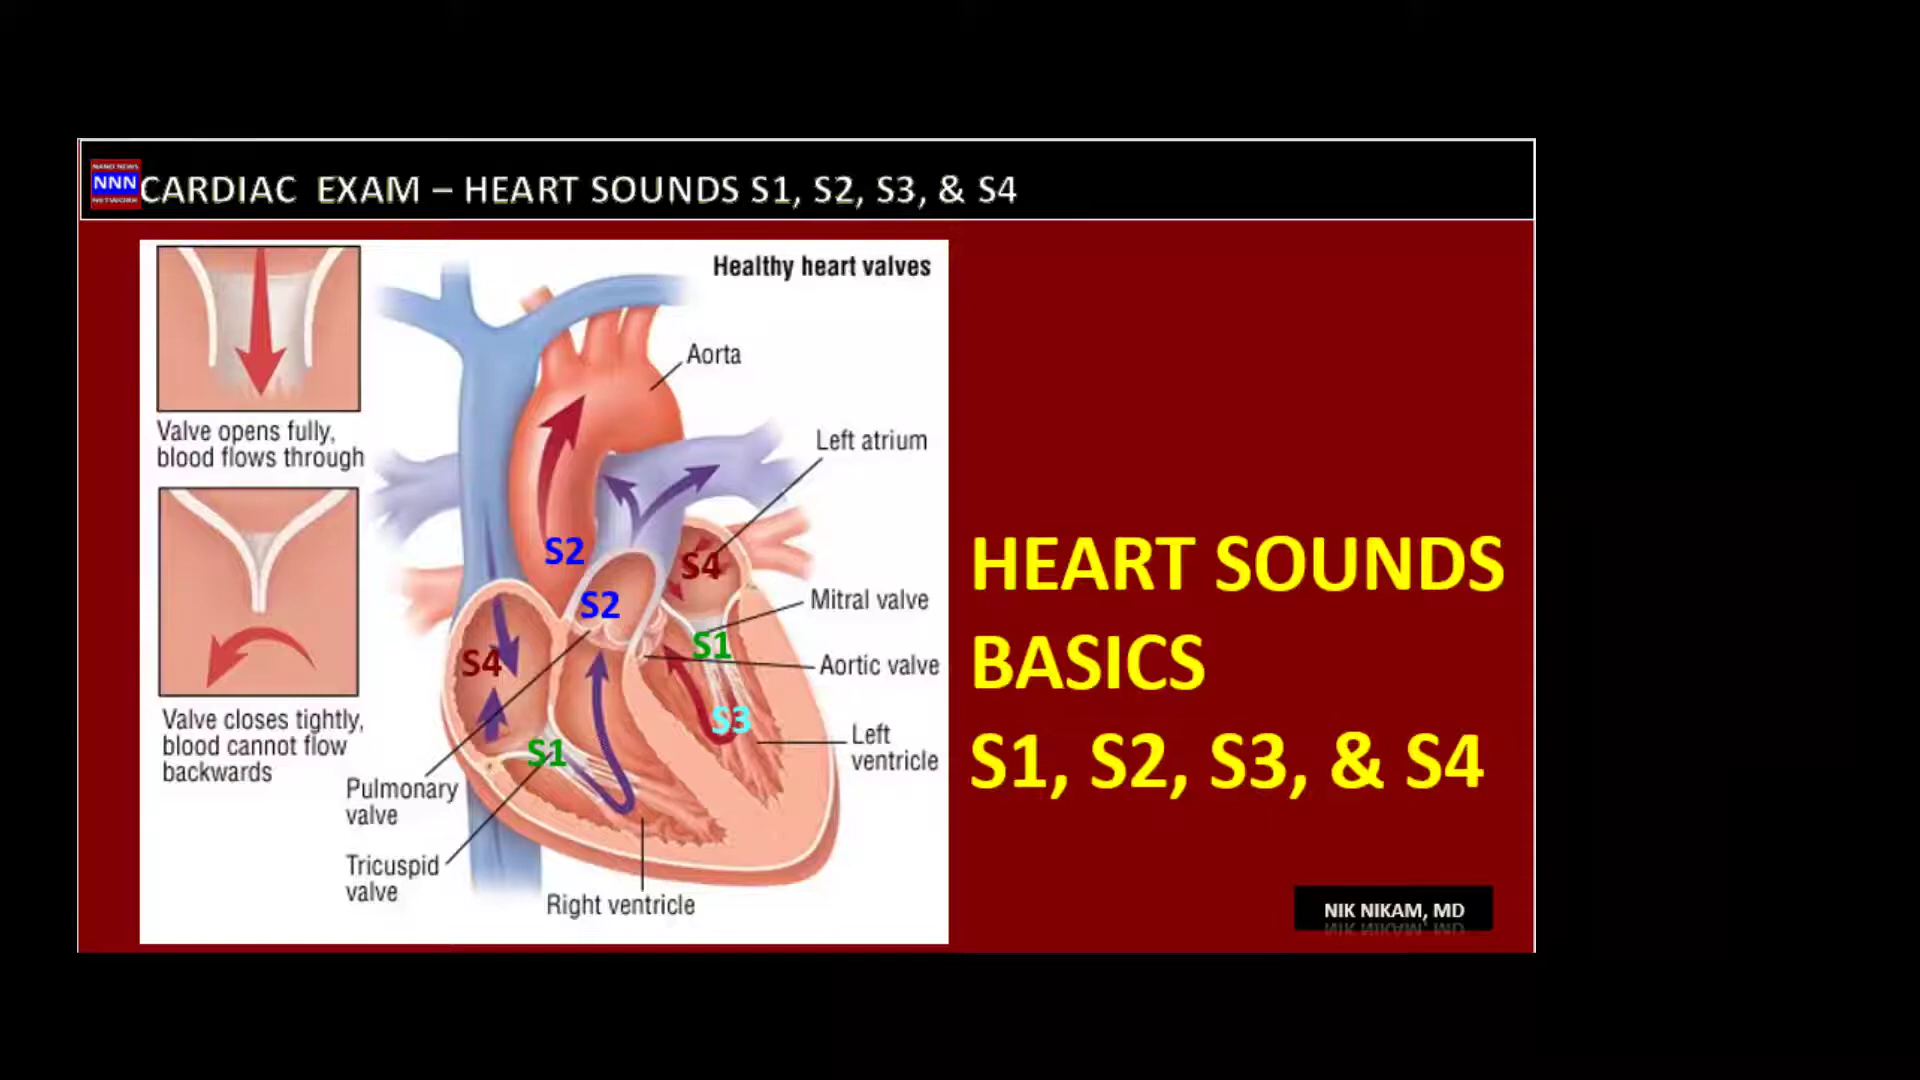 NANO NEWS
NNN
NETWORK
CARDIAC EXAM – HEART SOUNDS S1, S2, S3, & S4
Healthy heart valves
Aorta
Left atrium
Valve opens fully,
blood flows through
S2
S4
S2
Mitral valve
S1
Aortic valve
S4
S3
Left
ventricle
S1
Valve closes tightly,
blood cannot flow
backwards
Pulmonary
valve
Tricuspid
valve
Right ventricle
HEART SOUNDS
BASICS
S1, S2, S3, & S4
NIK NIKAM, MD